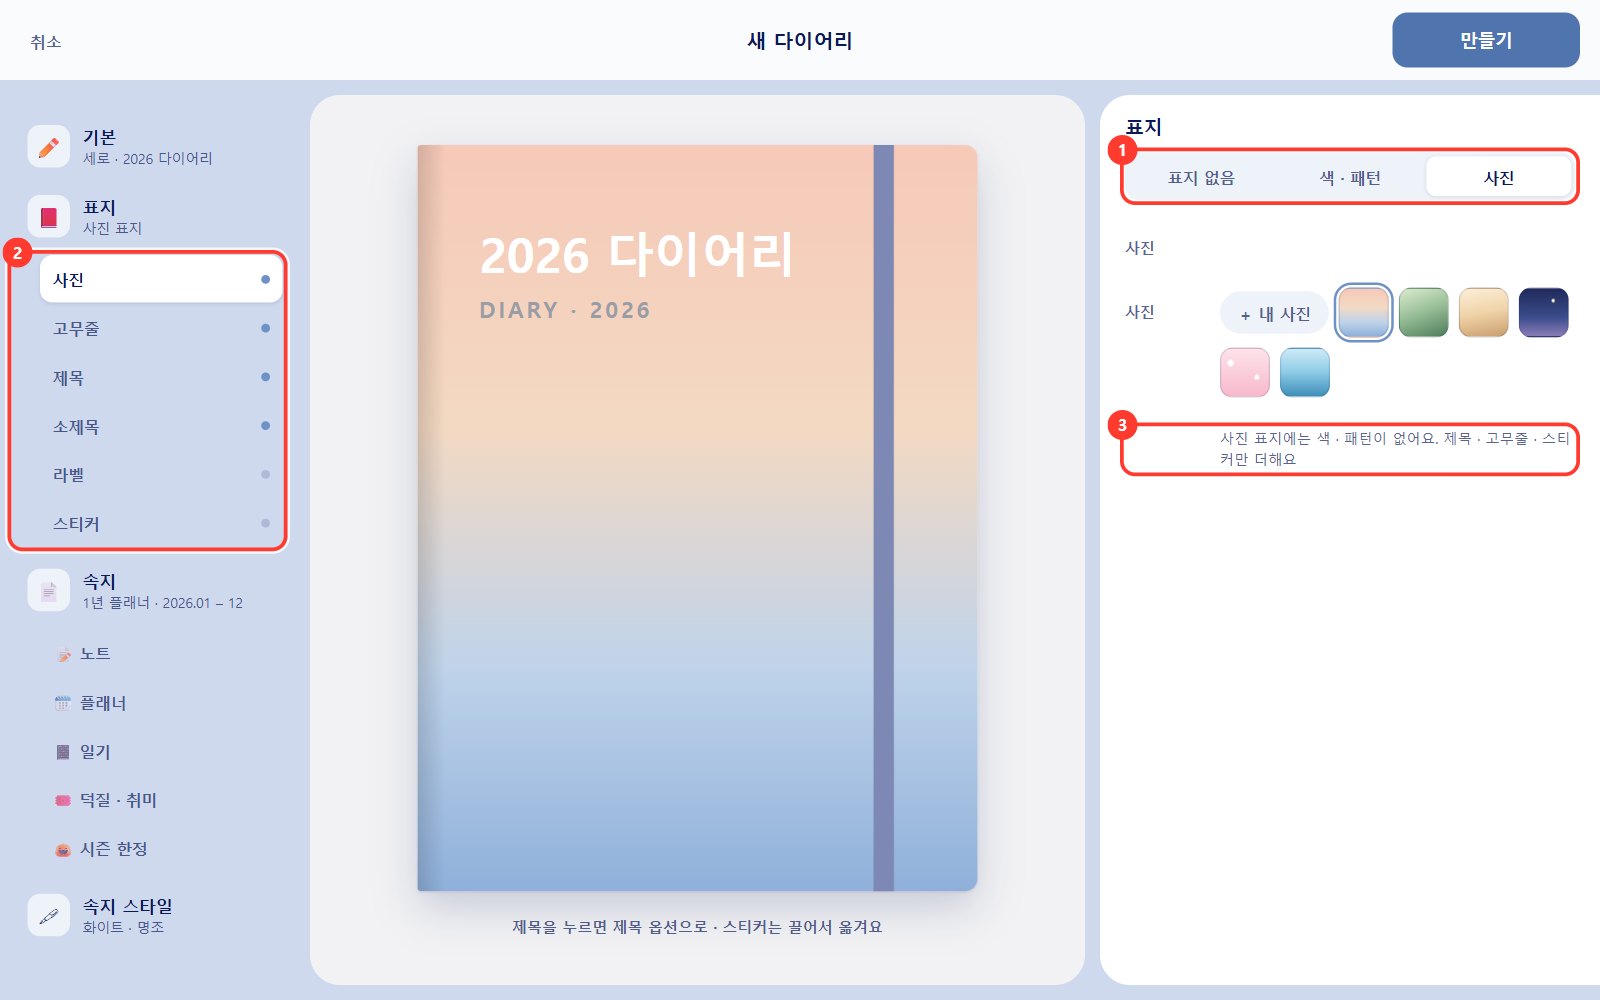 취소
새 다이어리
만들기
기본
세로 · 2026 다이어리
표지
사진 표지
2
사진
고무줄
제목
소제목
라벨
스티커
속지
1년 플래너 · 2026.01 – 12
노트
플래너
일기
덕질 · 취미
시즌 한정
속지 스타일
화이트 · 명조
2026 다이어리
DIARY · 2026
제목을 누르면 제목 옵션으로 · 스티커는 끌어서 옮겨요
표지
1
표지 없음
색 · 패턴
사진
사진
사진
+ 내 사진
3
사진 표지에는 색 · 패턴이 없어요. 제목 · 고무줄 · 스티
커만 더해요